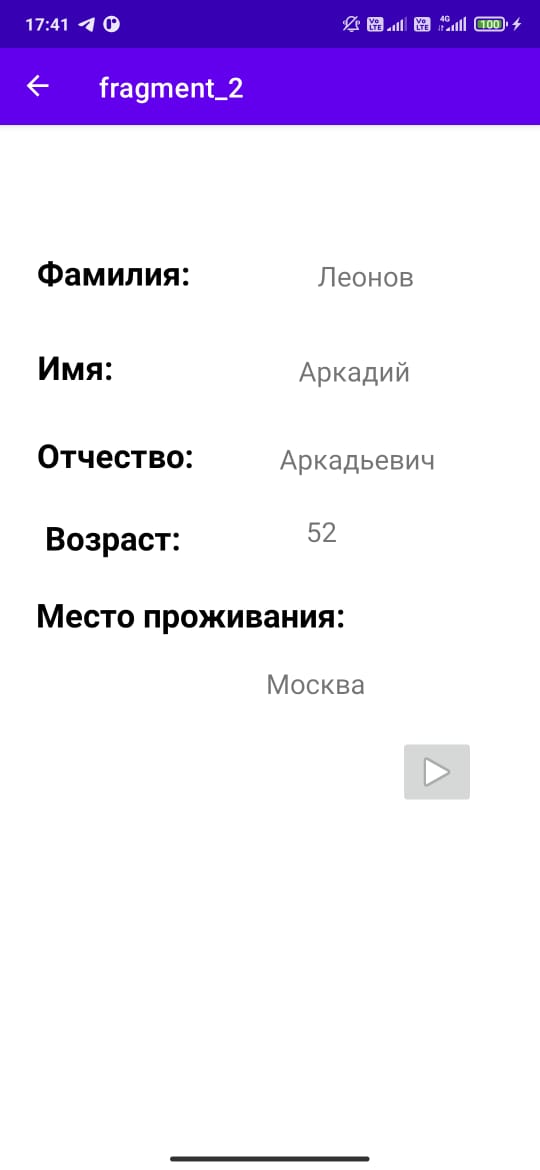 17:41 Vo LTE Vo LTE 4G 100
fragment_2
Фамилия: Леонов
Имя: Аркадий
Отчество: Аркадьевич
Возраст: 52
Место проживания:
Москва